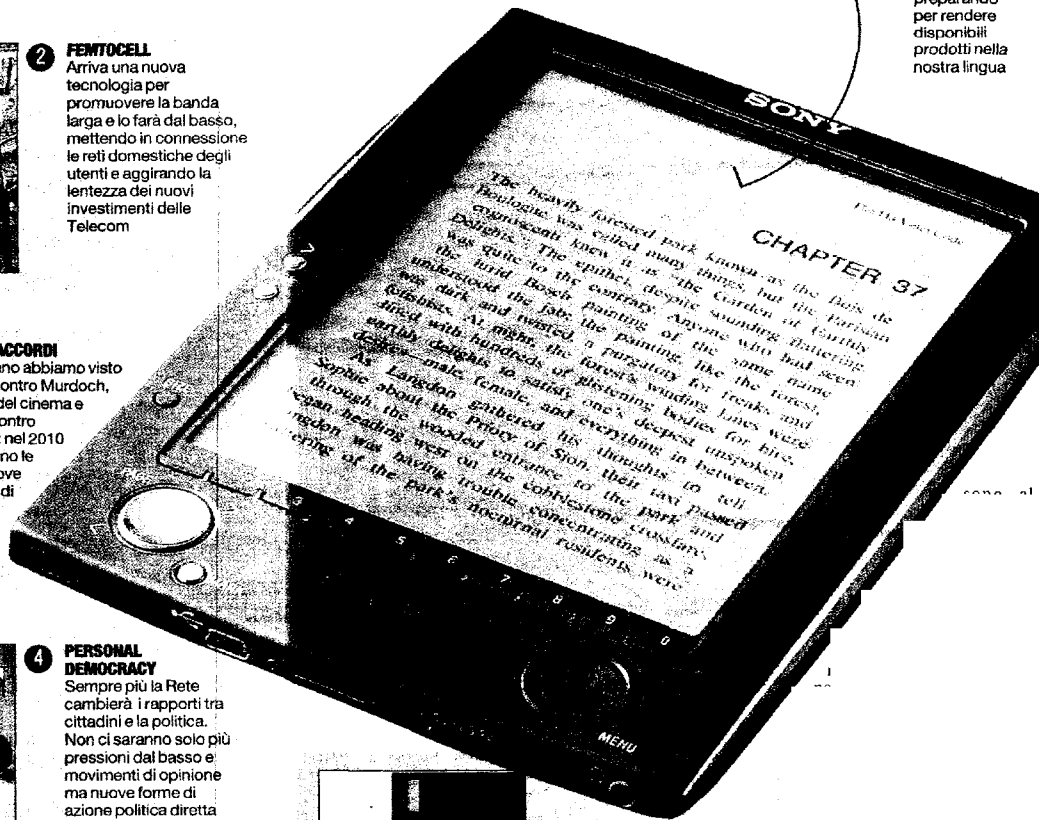 preparando
per rendere
disponibili
prodotti nella
nostra lingua
2 FEMTOCELL
Arriva una nuova
tecnologia per
promuovere la banda
larga e lo farà dal basso,
mettendo in connessione
le reti domestiche degli
utenti e aggirando la
lentezza dei nuovi
investimenti delle
Telecom
ACCORDI
abbiamo visto
contro Murdoch,
del cinema e
nel 2010
di
4 PERSONAL
DEMOCRACY
Sempre più la Rete
cambierà i rapporti tra
cittadini e la politica.
Non ci saranno solo più
pressioni dal basso e
movimenti di opinione
ma nuove forme di
azione politica diretta
SONY
CHAPTER 37
The heavily forested park known as the Bois de
Boulogne was called many things, but the Parisian
cognoscenti knew it as "the Garden of Earthly
Delights." The epithet, despite sounding flattering,
was quite to the contrary. Anyone who had seen
the lurid Bosch painting of the same name
understood the jab; the painting, like the forest,
was dark and twisted, a purgatory for freaks and
fetishists. At night, the forest's winding lanes were
with hundreds of glistening bodies for hire,
earthly delights to satisfy one's deepest unspoken
desires—male, female, and everything in between.
As Langdon gathered his thoughts to tell
Sophie about the Priory of Sion, their taxi passed
through the wooded entrance to the park and
began heading west on the cobblestone crossfare.
Langdon was having trouble concentrating as a
of the park's nocturnal residents were
3 4 5 6 7 8 9 0
MENU